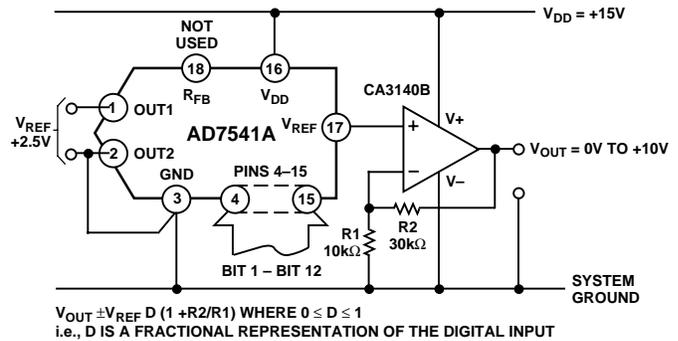 V_DD = +15V
NOT
USED
18
16
R_FB
V_DD
CA3140B
1
OUT1
V_REF
+2.5V
AD7541A
V_REF
17
+
V+
2
OUT2
–
V–
V_OUT = 0V TO +10V
GND
PINS 4–15
3
4
15
R1
10kΩ
R2
30kΩ
BIT 1 – BIT 12
SYSTEM
GROUND
V_OUT ±V_REF D (1 +R2/R1) WHERE 0 ≤ D ≤ 1
i.e., D IS A FRACTIONAL REPRESENTATION OF THE DIGITAL INPUT